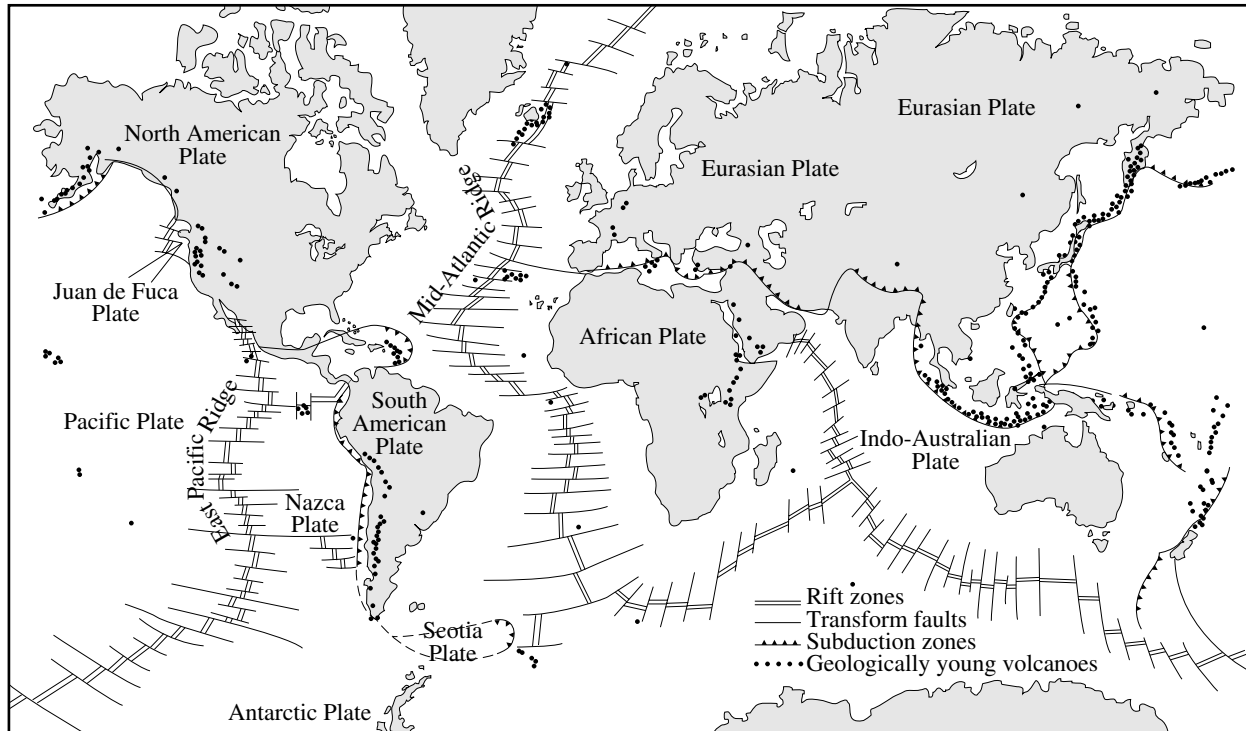 North American
Plate
Eurasian Plate
Eurasian Plate
Mid-Atlantic Ridge
Juan de Fuca
Plate
African Plate
Pacific Plate
East Pacific Ridge
South
American
Plate
Indo-Australian
Plate
Nazca
Plate
Scotia
Plate
Antarctic Plate
Rift zones
Transform faults
Subduction zones
Geologically young volcanoes